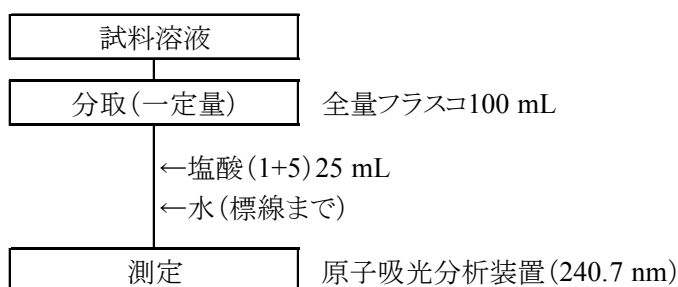 試料溶液
分取(一定量) 全量フラスコ100 mL
←塩酸(1+5)25 mL
←水(標線まで)
測定 原子吸光分析装置(240.7 nm)